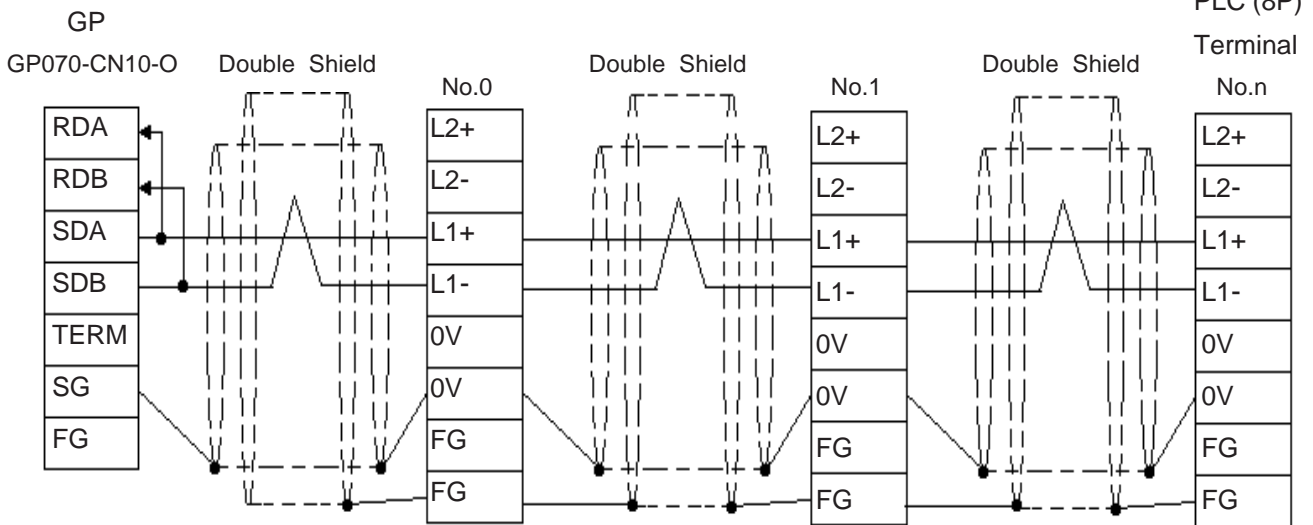 PLC (8P)
GP
Terminal
GP070-CN10-O
Double Shield
Double Shield
Double Shield
No.0
No.1
No.n
RDA
RDB
SDA
SDB
TERM
SG
FG
L2+
L2-
L1+
L1-
0V
0V
FG
FG
L2+
L2-
L1+
L1-
0V
0V
FG
FG
L2+
L2-
L1+
L1-
0V
0V
FG
FG